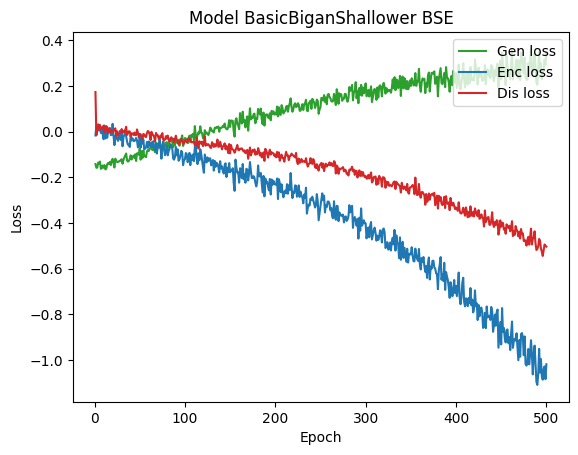 Model BasicBiganShallower BSE
Gen loss
Enc loss
Dis loss
Loss
0.4
0.2
0.0
−0.2
−0.4
−0.6
−0.8
−1.0
0 100 200 300 400 500
Epoch